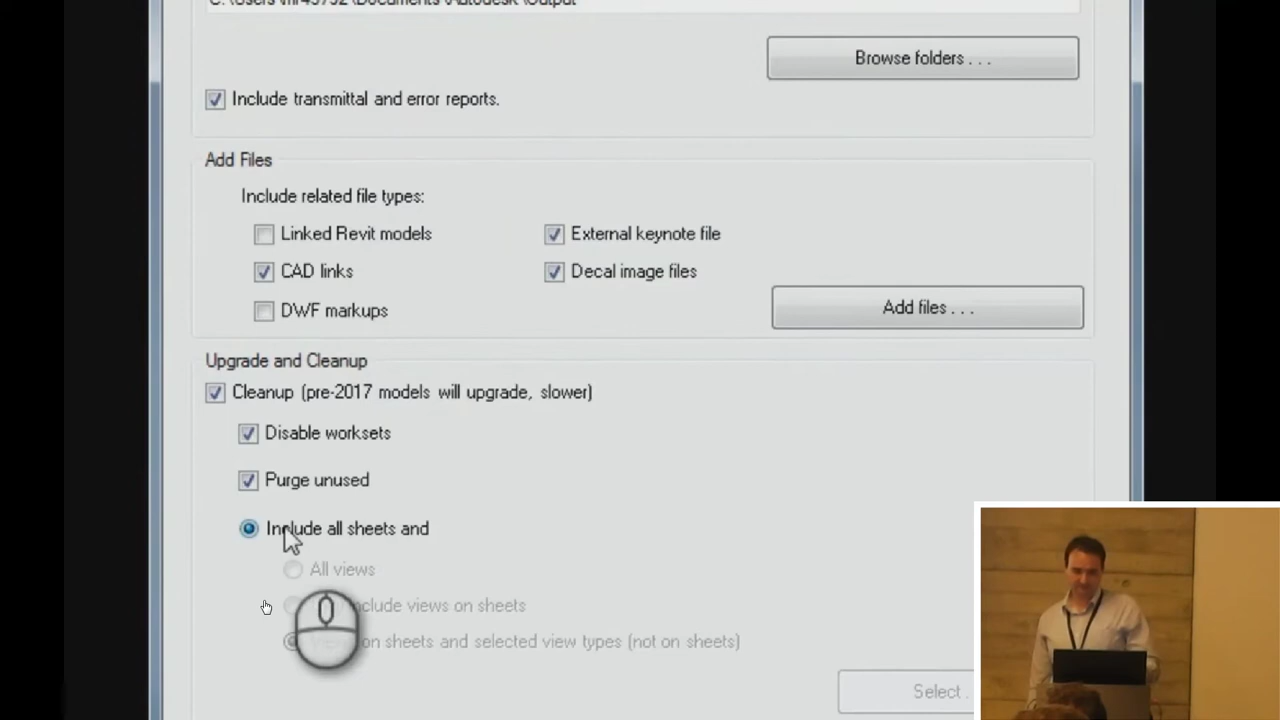 Browse folders . . .
Include transmittal and error reports.
Add Files
Include related file types:
Linked Revit models
External keynote file
CAD links
Decal image files
DWF markups
Add files . . .
Upgrade and Cleanup
Cleanup (pre-2017 models will upgrade, slower)
Disable worksets
Purge unused
Include all sheets and
All views
include views on sheets
on sheets and selected view types (not on sheets)
Select .